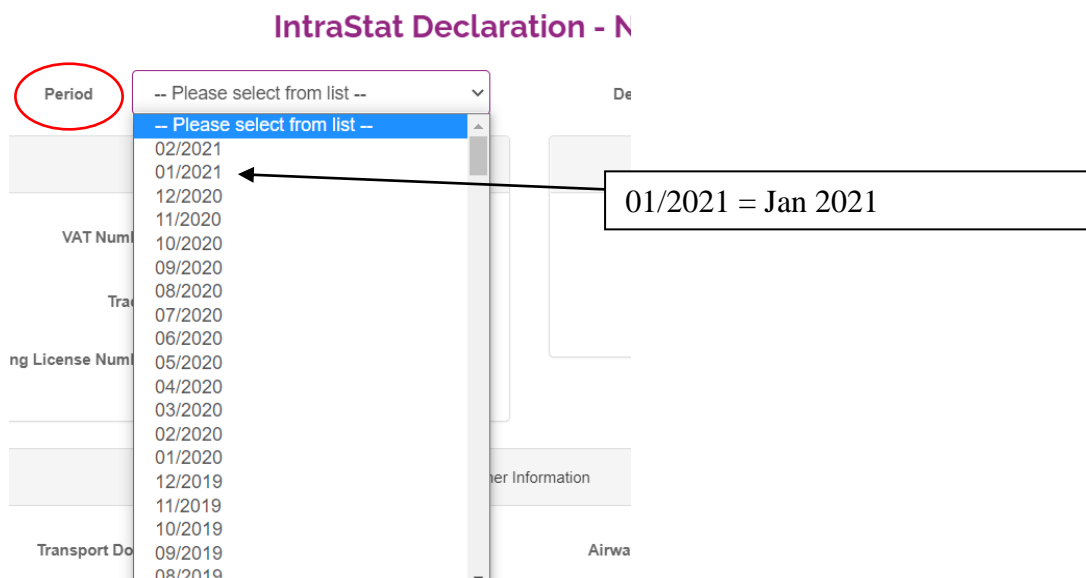 IntraStat Declaration - N
Period
-- Please select from list --
De
-- Please select from list --
02/2021
01/2021
12/2020
11/2020
10/2020
09/2020
08/2020
07/2020
06/2020
05/2020
04/2020
03/2020
02/2020
01/2020
12/2019
11/2019
10/2019
09/2019
08/2019
01/2021 = Jan 2021
VAT Numb
Trad
ng License Numb
her Information
Transport Do
Airwa